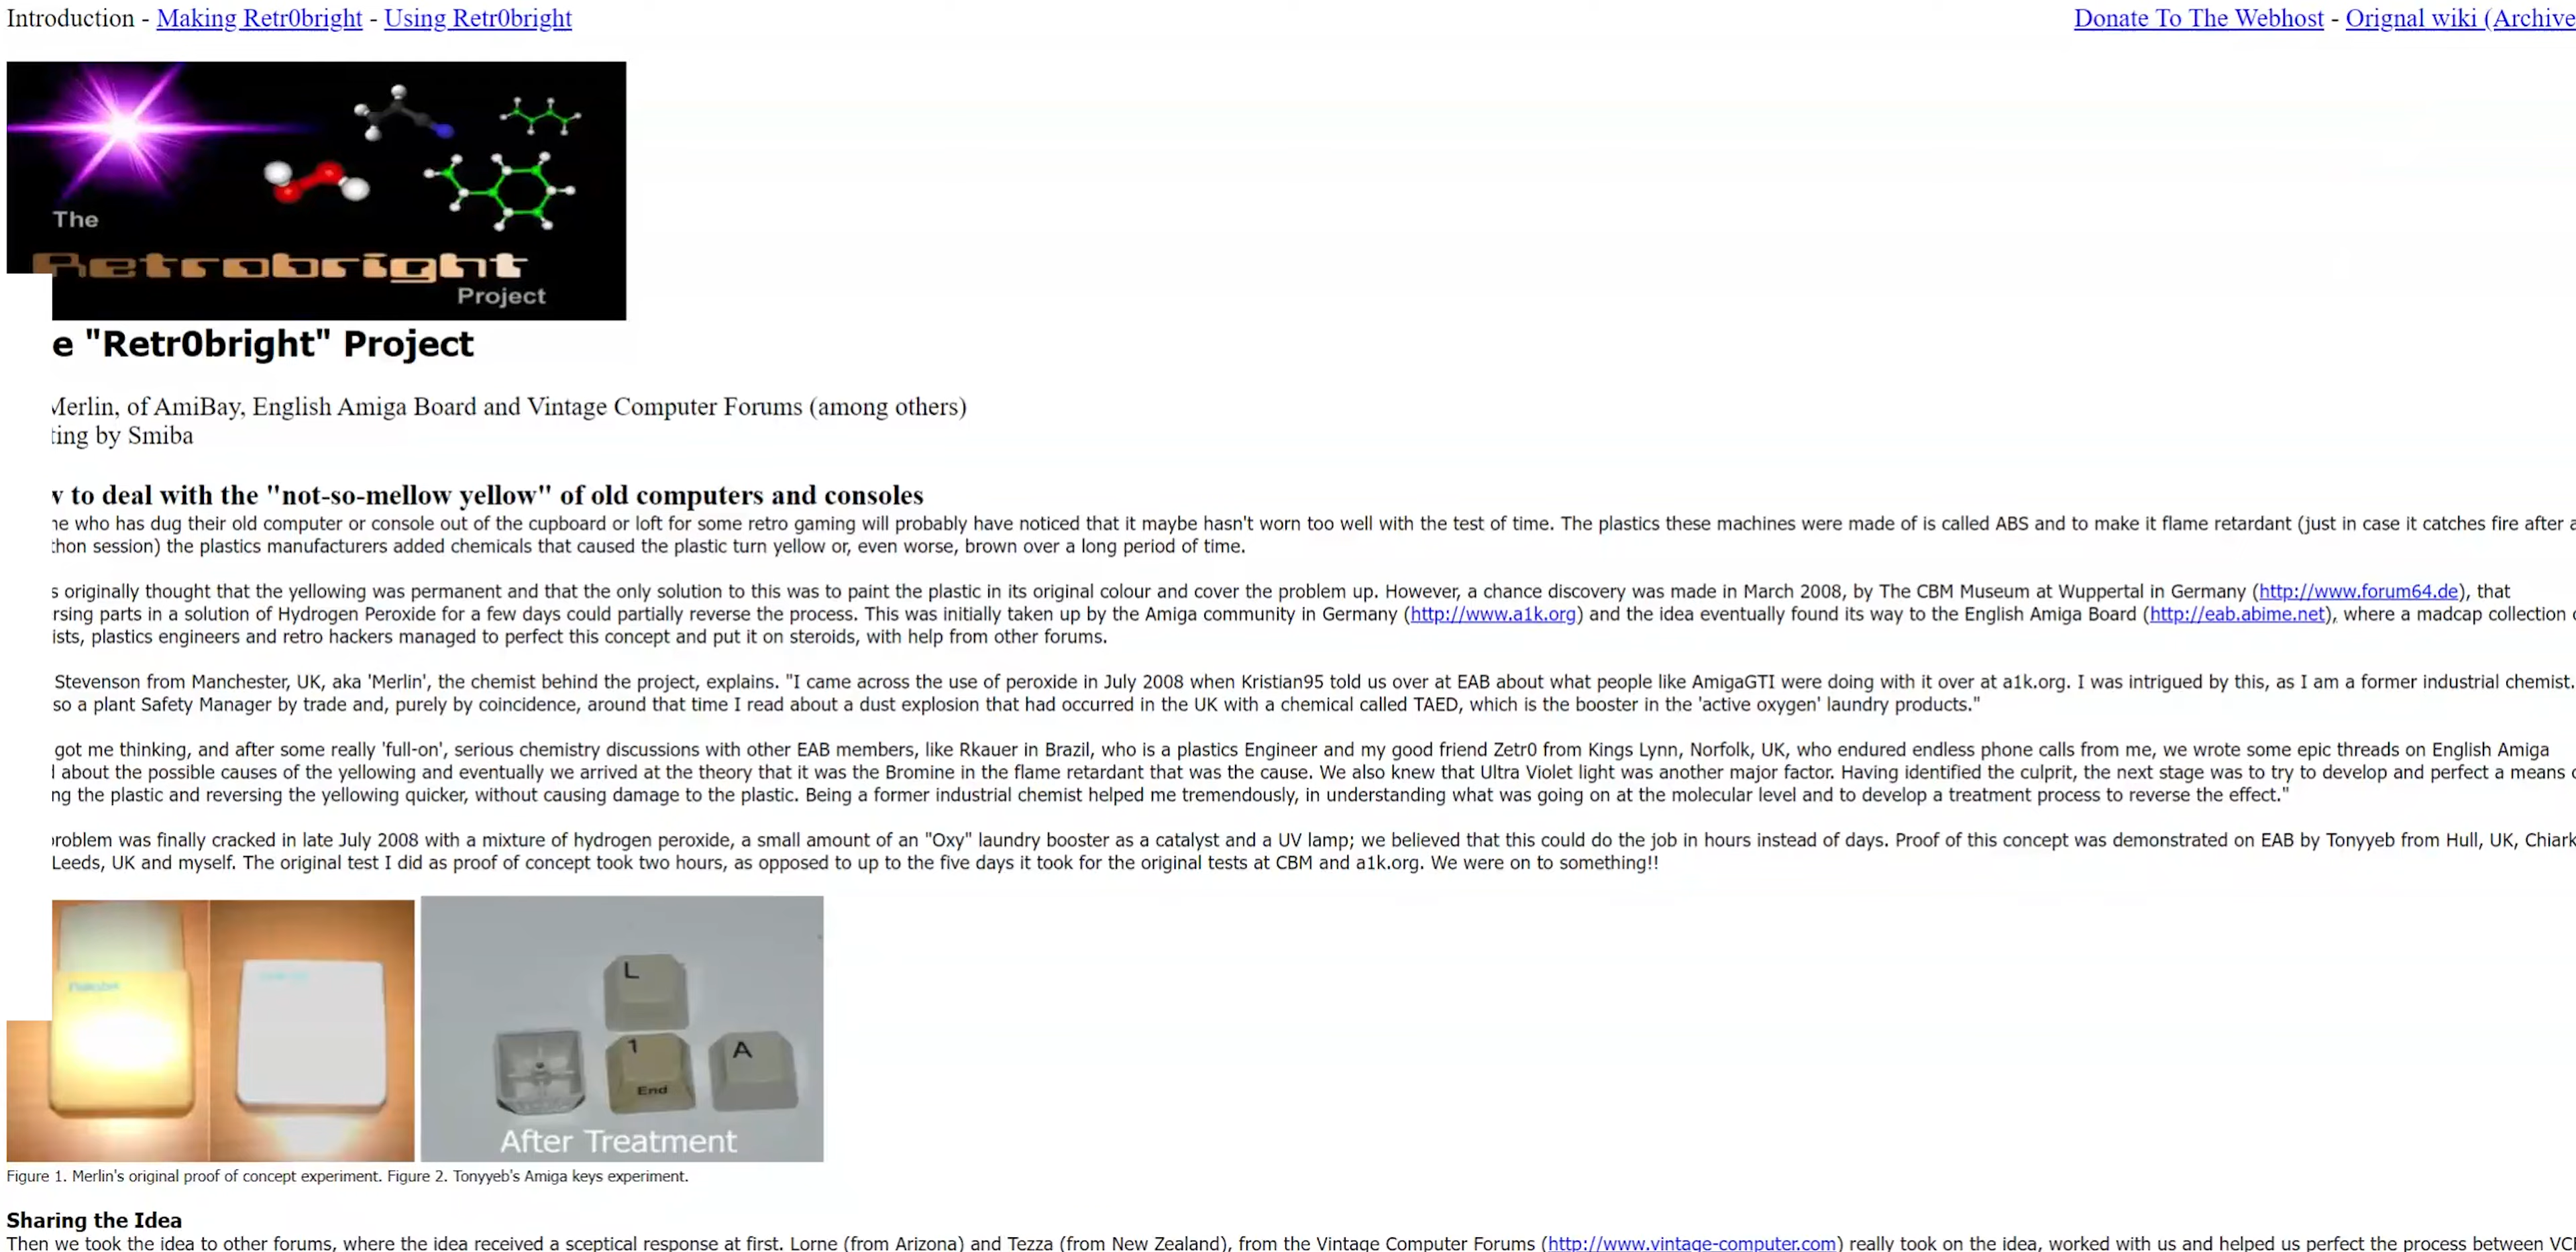 Introduction - Making Retr0bright - Using Retr0bright
Donate To The Webhost - Orignal wiki (Archive
The
Retrobright
Project
e "Retr0bright" Project
Merlin, of AmiBay, English Amiga Board and Vintage Computer Forums (among others)
ting by Smiba
w to deal with the "not-so-mellow yellow" of old computers and consoles
ne who has dug their old computer or console out of the cupboard or loft for some retro gaming will probably have noticed that it maybe hasn't worn too well with the test of time. The plastics these machines were made of is called ABS and to make it flame retardant (just in case it catches fire after a
thon session) the plastics manufacturers added chemicals that caused the plastic turn yellow or, even worse, brown over a long period of time.
s originally thought that the yellowing was permanent and that the only solution to this was to paint the plastic in its original colour and cover the problem up. However, a chance discovery was made in March 2008, by The CBM Museum at Wuppertal in Germany (http://www.forum64.de), that
rsing parts in a solution of Hydrogen Peroxide for a few days could partially reverse the process. This was initially taken up by the Amiga community in Germany (http://www.a1k.org) and the idea eventually found its way to the English Amiga Board (http://eab.abime.net), where a madcap collection
ists, plastics engineers and retro hackers managed to perfect this concept and put it on steroids, with help from other forums.
Stevenson from Manchester, UK, aka 'Merlin', the chemist behind the project, explains. "I came across the use of peroxide in July 2008 when Kristian95 told us over at EAB about what people like AmigaGTI were doing with it over at a1k.org. I was intrigued by this, as I am a former industrial chemist.
so a plant Safety Manager by trade and, purely by coincidence, around that time I read about a dust explosion that had occurred in the UK with a chemical called TAED, which is the booster in the 'active oxygen' laundry products."
got me thinking, and after some really 'full-on', serious chemistry discussions with other EAB members, like Rkauer in Brazil, who is a plastics Engineer and my good friend Zetr0 from Kings Lynn, Norfolk, UK, who endured endless phone calls from me, we wrote some epic threads on English Amiga
about the possible causes of the yellowing and eventually we arrived at the theory that it was the Bromine in the flame retardant that was the cause. We also knew that Ultra Violet light was another major factor. Having identified the culprit, the next stage was to try to develop and perfect a means
ng the plastic and reversing the yellowing quicker, without causing damage to the plastic. Being a former industrial chemist helped me tremendously, in understanding what was going on at the molecular level and to develop a treatment process to reverse the effect."
problem was finally cracked in late July 2008 with a mixture of hydrogen peroxide, a small amount of an "Oxy" laundry booster as a catalyst and a UV lamp; we believed that this could do the job in hours instead of days. Proof of this concept was demonstrated on EAB by Tonyyeb from Hull, UK, Chiark
Leeds, UK and myself. The original test I did as proof of concept took two hours, as opposed to up to the five days it took for the original tests at CBM and a1k.org. We were on to something!!
L
1
End
A
After Treatment
Figure 1. Merlin's original proof of concept experiment. Figure 2. Tonyyeb's Amiga keys experiment.
Sharing the Idea
Then we took the idea to other forums, where the idea received a sceptical response at first. Lorne (from Arizona) and Tezza (from New Zealand), from the Vintage Computer Forums (http://www.vintage-computer.com) really took on the idea, worked with us and helped us perfect the process between VC